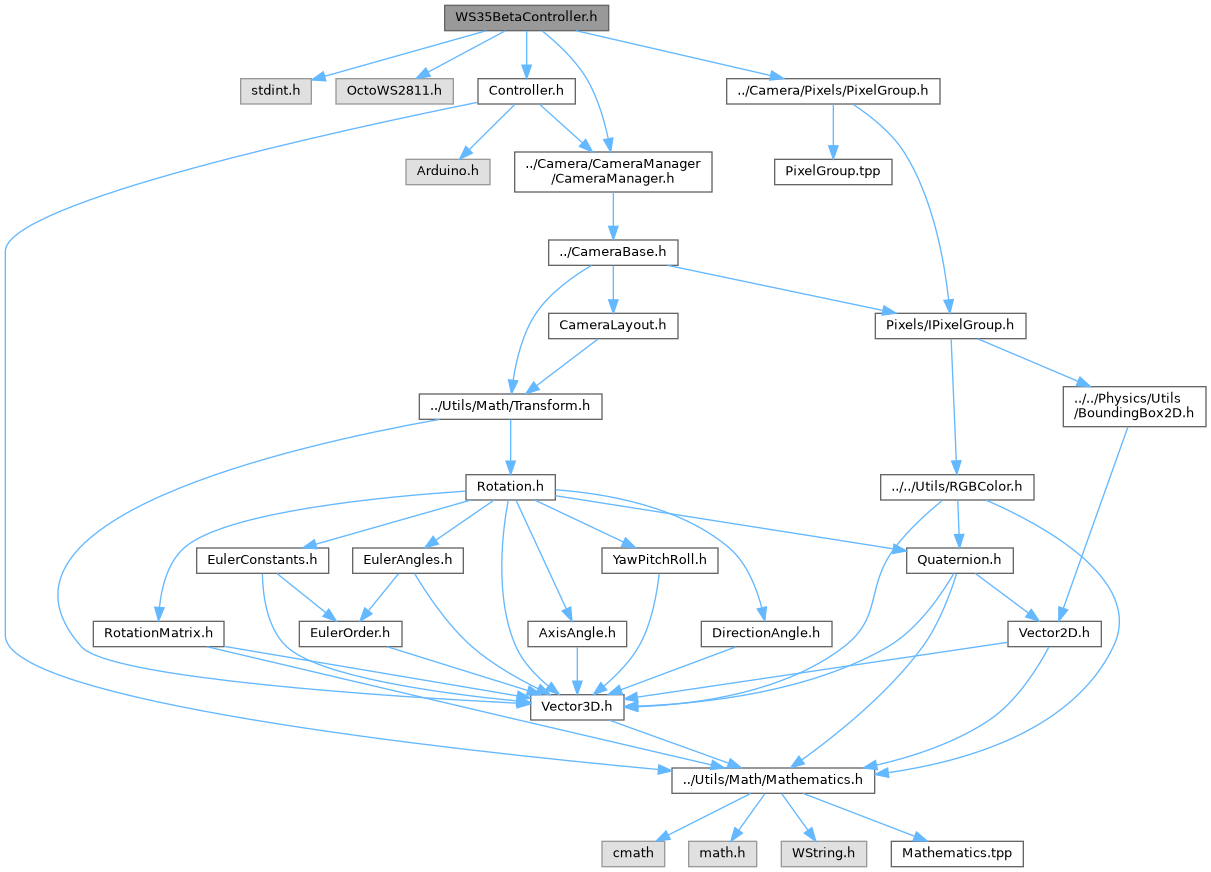 WS35BetaController.h
stdint.h
OctoWS2811.h
Controller.h
../Camera/Pixels/PixelGroup.h
Arduino.h
../Camera/CameraManager
/CameraManager.h
PixelGroup.tpp
../CameraBase.h
CameraLayout.h
Pixels/IPixelGroup.h
../Utils/Math/Transform.h
../../Physics/Utils
/BoundingBox2D.h
Rotation.h
../../Utils/RGBColor.h
EulerConstants.h
EulerAngles.h
YawPitchRoll.h
Quaternion.h
RotationMatrix.h
EulerOrder.h
AxisAngle.h
DirectionAngle.h
Vector2D.h
Vector3D.h
../Utils/Math/Mathematics.h
cmath
math.h
WString.h
Mathematics.tpp